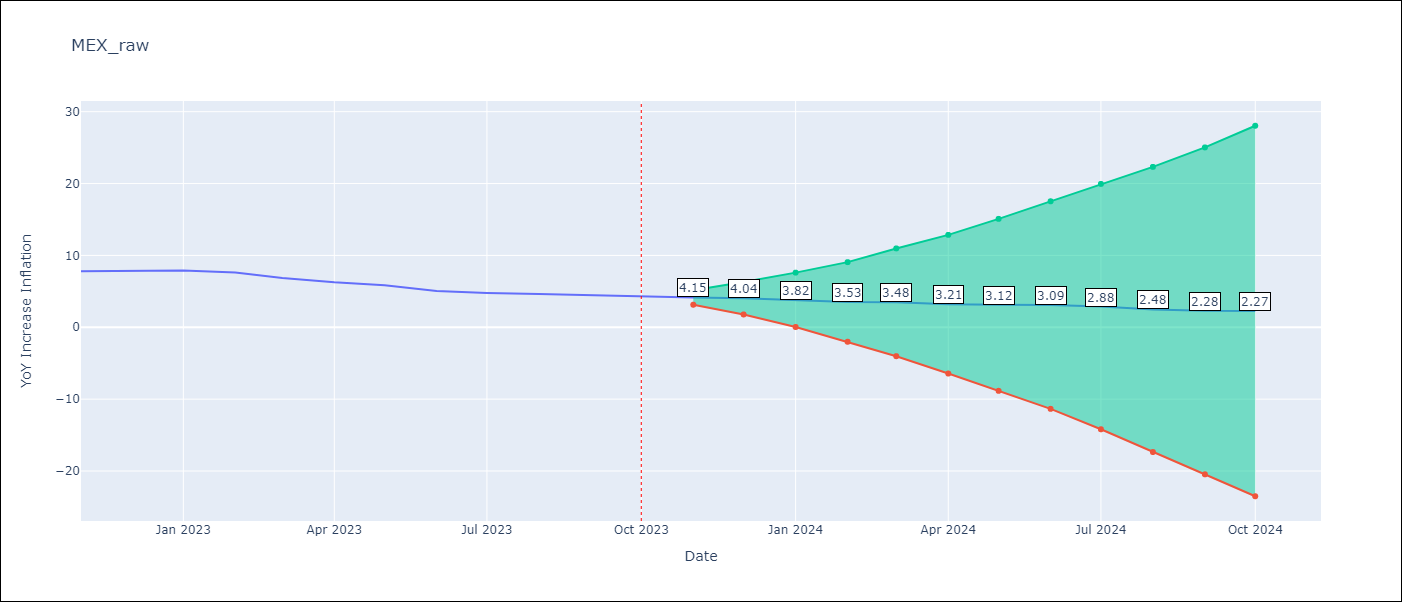 MEX_raw
30
20
10
0
−10
−20
YoY Increase Inflation
4.15
4.04
3.82
3.53
3.48
3.21
3.12
3.09
2.88
2.48
2.28
2.27
Jan 2023
Apr 2023
Jul 2023
Oct 2023
Jan 2024
Apr 2024
Jul 2024
Oct 2024
Date